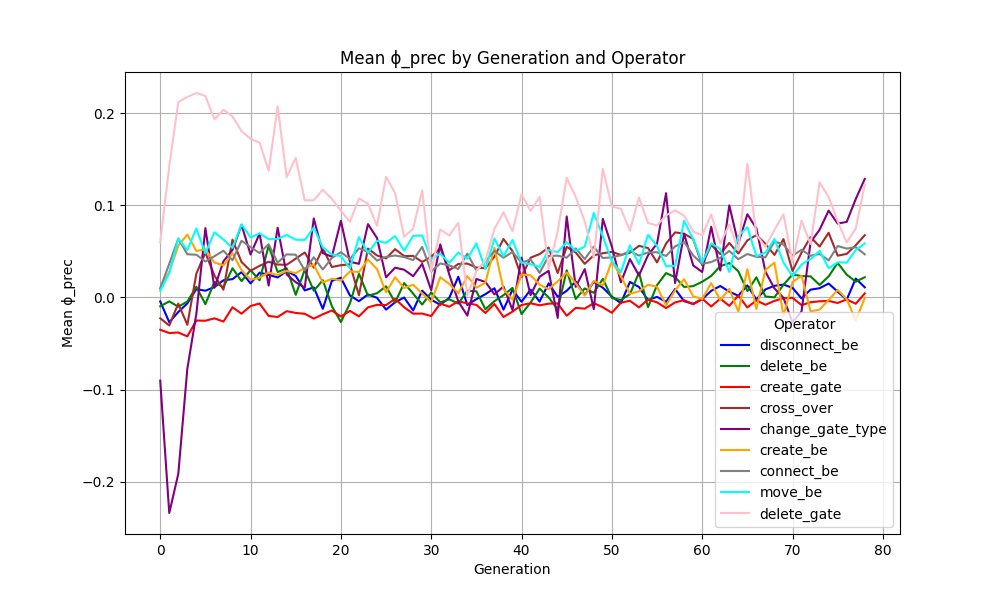 Mean ϕ_prec by Generation and Operator
Mean ϕ_prec
0.2
0.1
0.0
−0.1
−0.2
0
10
20
30
40
50
60
70
80
Generation
Operator
disconnect_be
delete_be
create_gate
cross_over
change_gate_type
create_be
connect_be
move_be
delete_gate